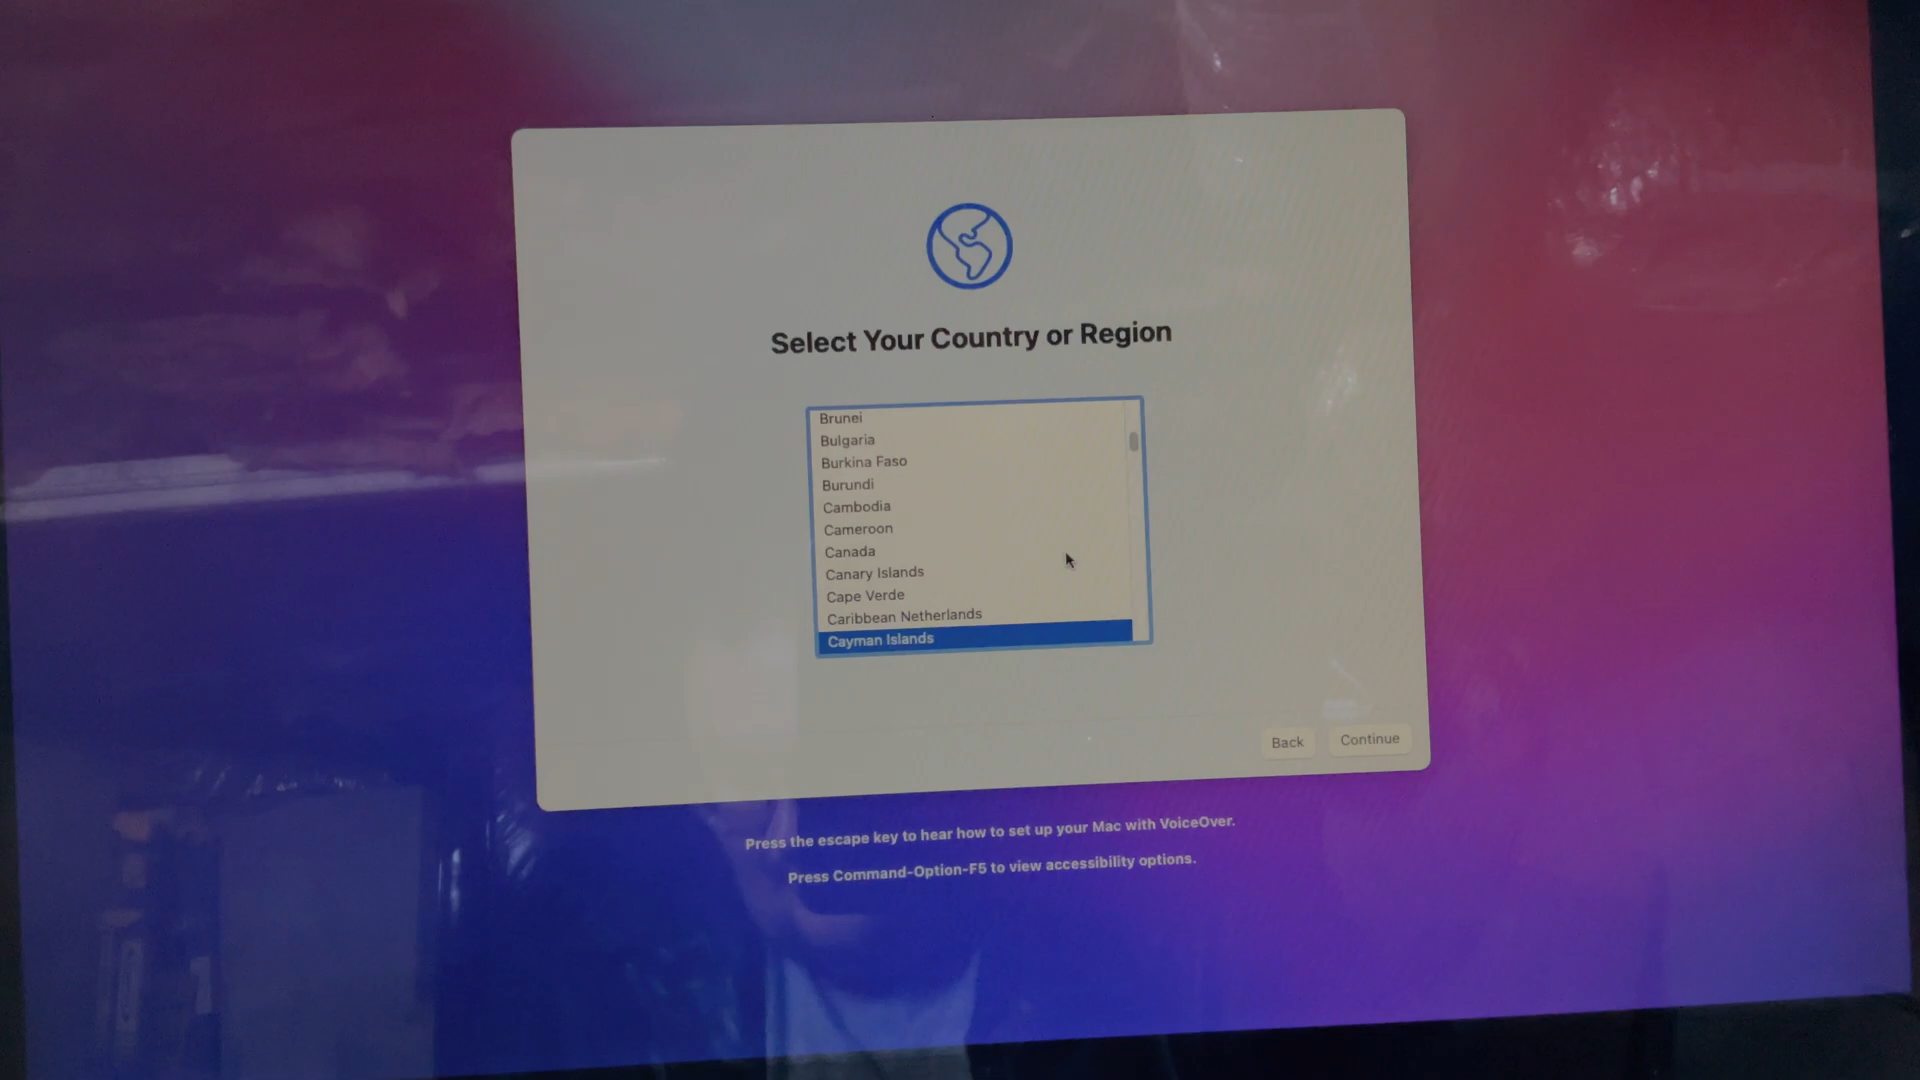 Select Your Country or Region
Brunei
Bulgaria
Burkina Faso
Burundi
Cambodia
Cameroon
Canada
Canary Islands
Cape Verde
Caribbean Netherlands
Cayman Islands
Back
Continue
Press the escape key to hear how to set up your Mac with VoiceOver.
Press Command-Option-F5 to view accessibility options.